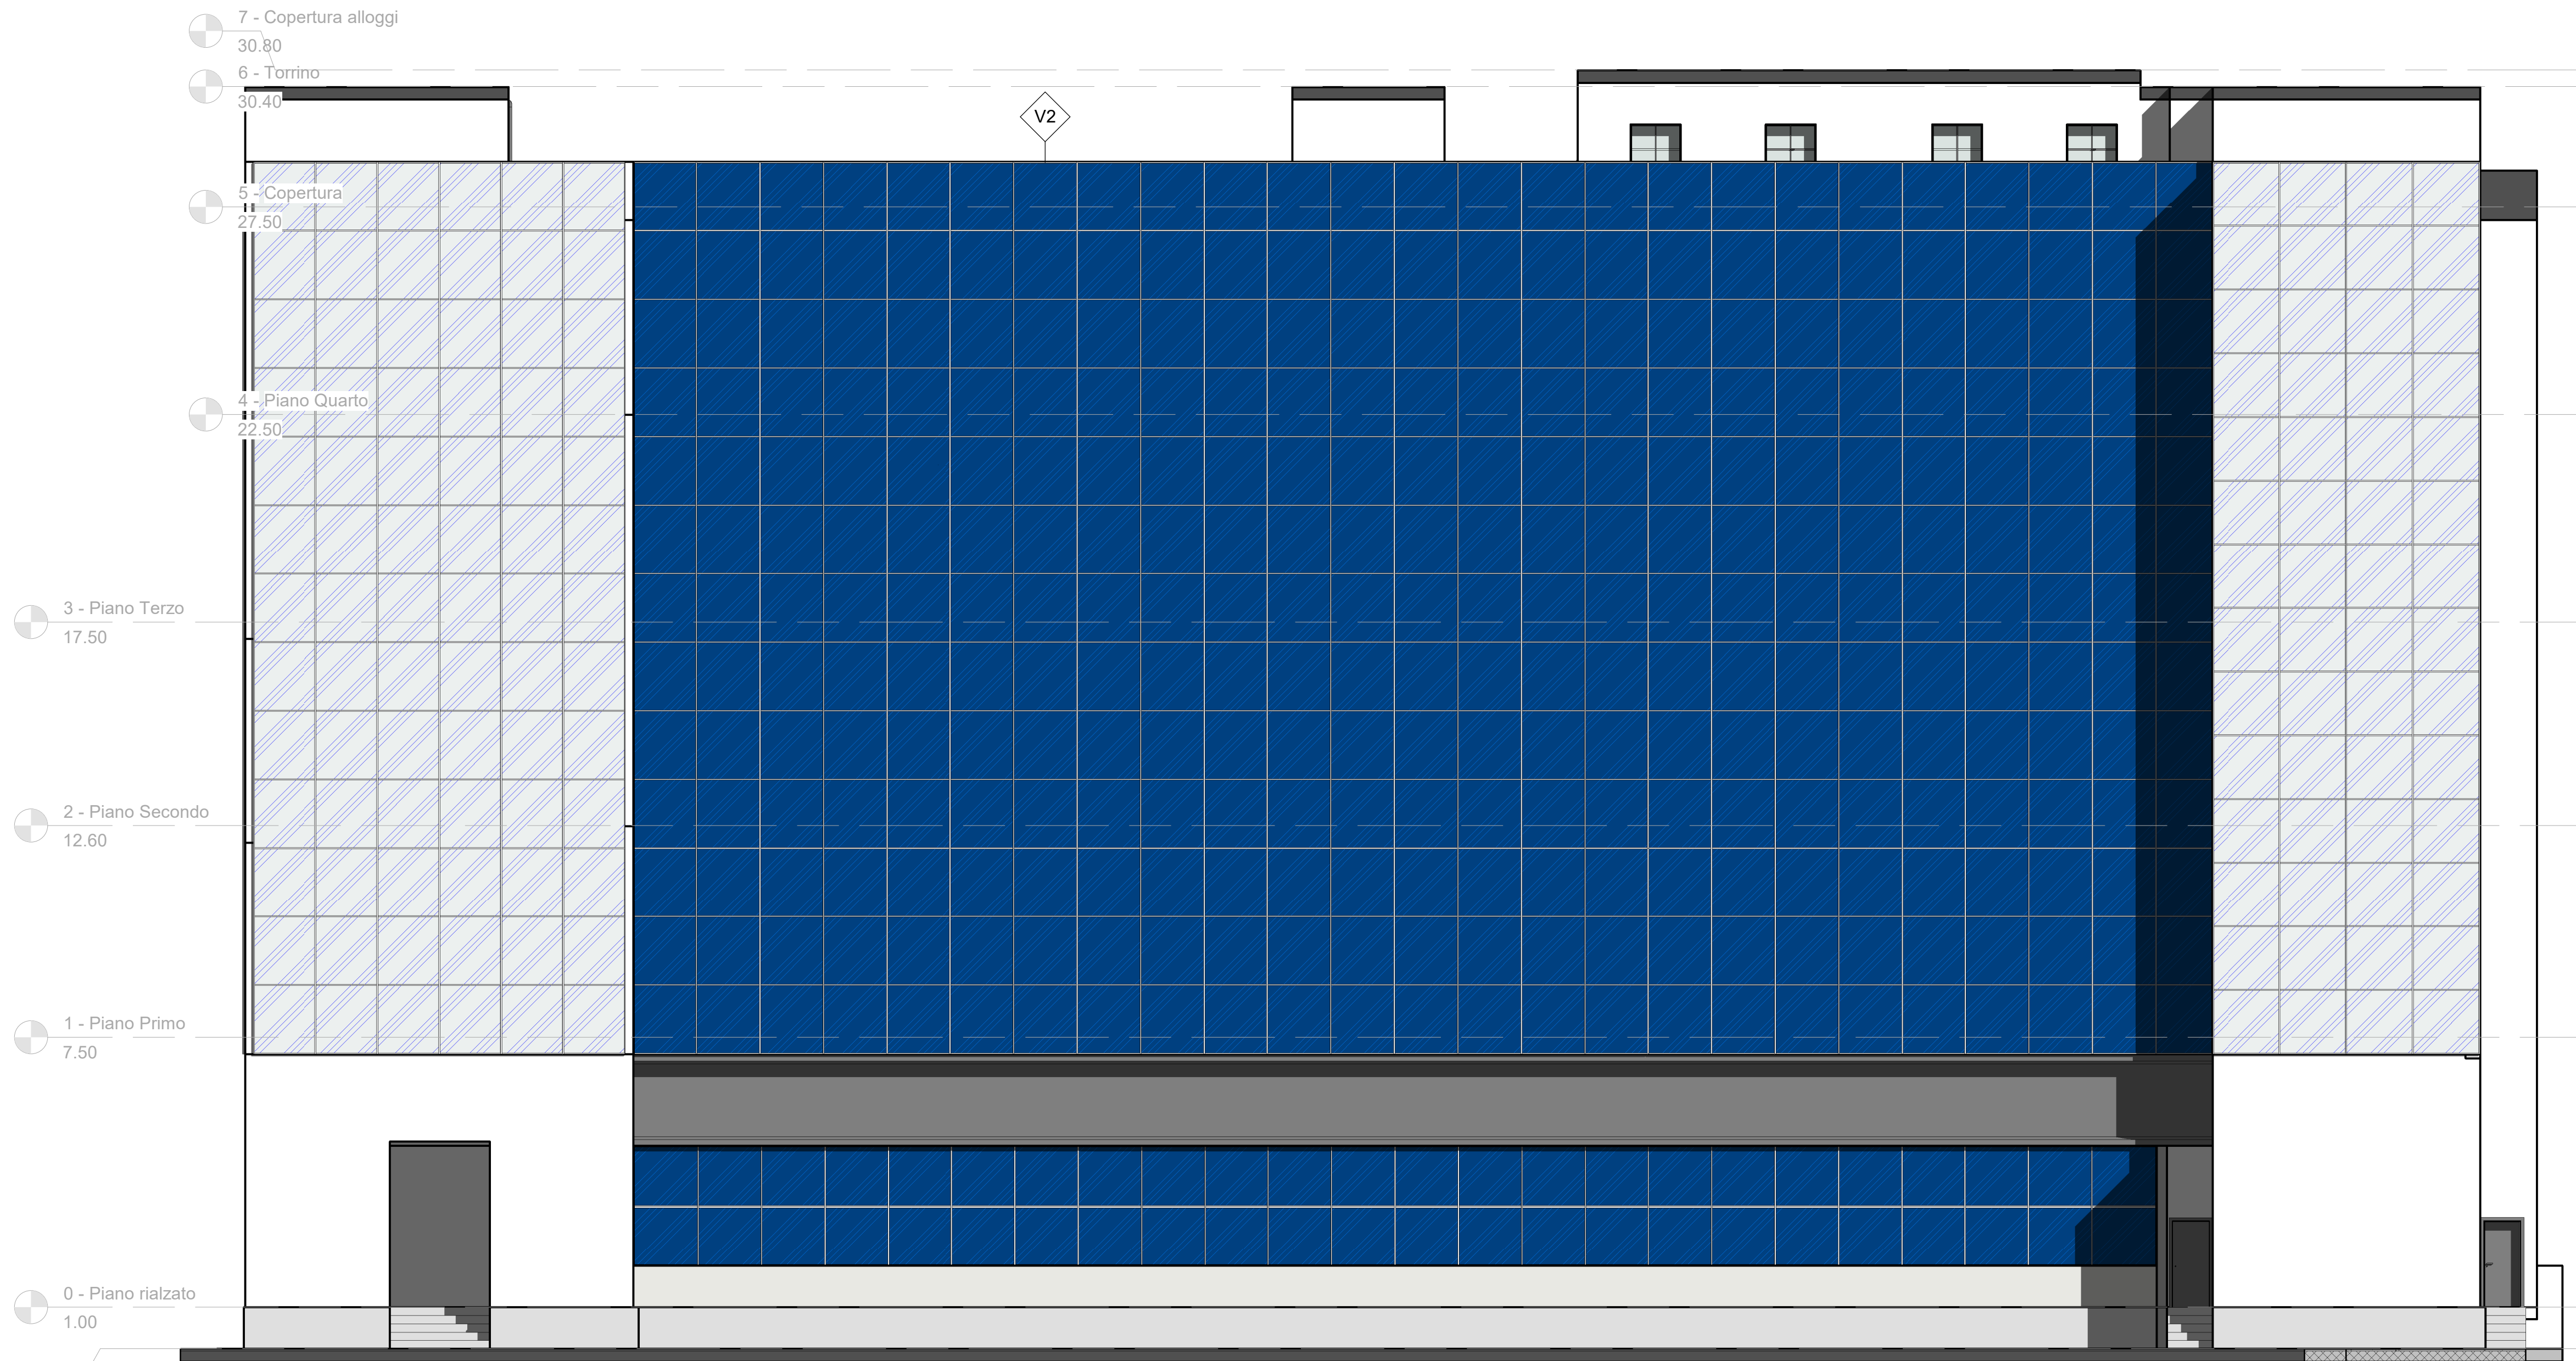 7 - Copertura alloggi
30.80
6 - Torrino
30.40
V2
5 - Copertura
27.50
4 - Piano Quarto
22.50
3 - Piano Terzo
17.50
2 - Piano Secondo
12.60
1 - Piano Primo
7.50
0 - Piano rialzato
1.00